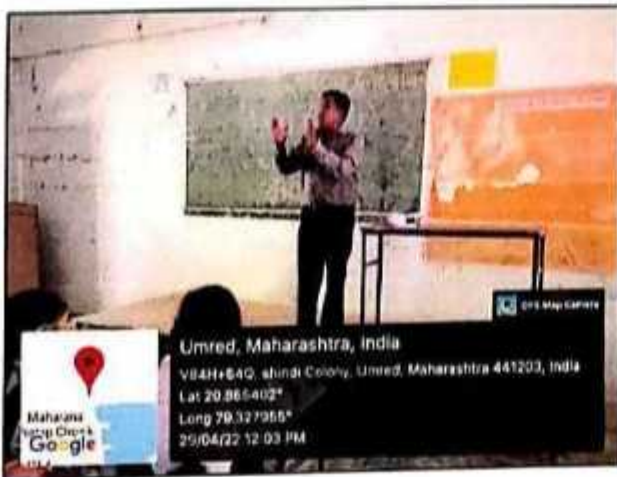 GPS Map Camera
Umred, Maharashtra, India
V84H+64Q, shindi Colony, Umred, Maharashtra 441203, India
Lat 20.865402°
Long 79.327955°
29/04/22 12:03 PM
Maharana
Google